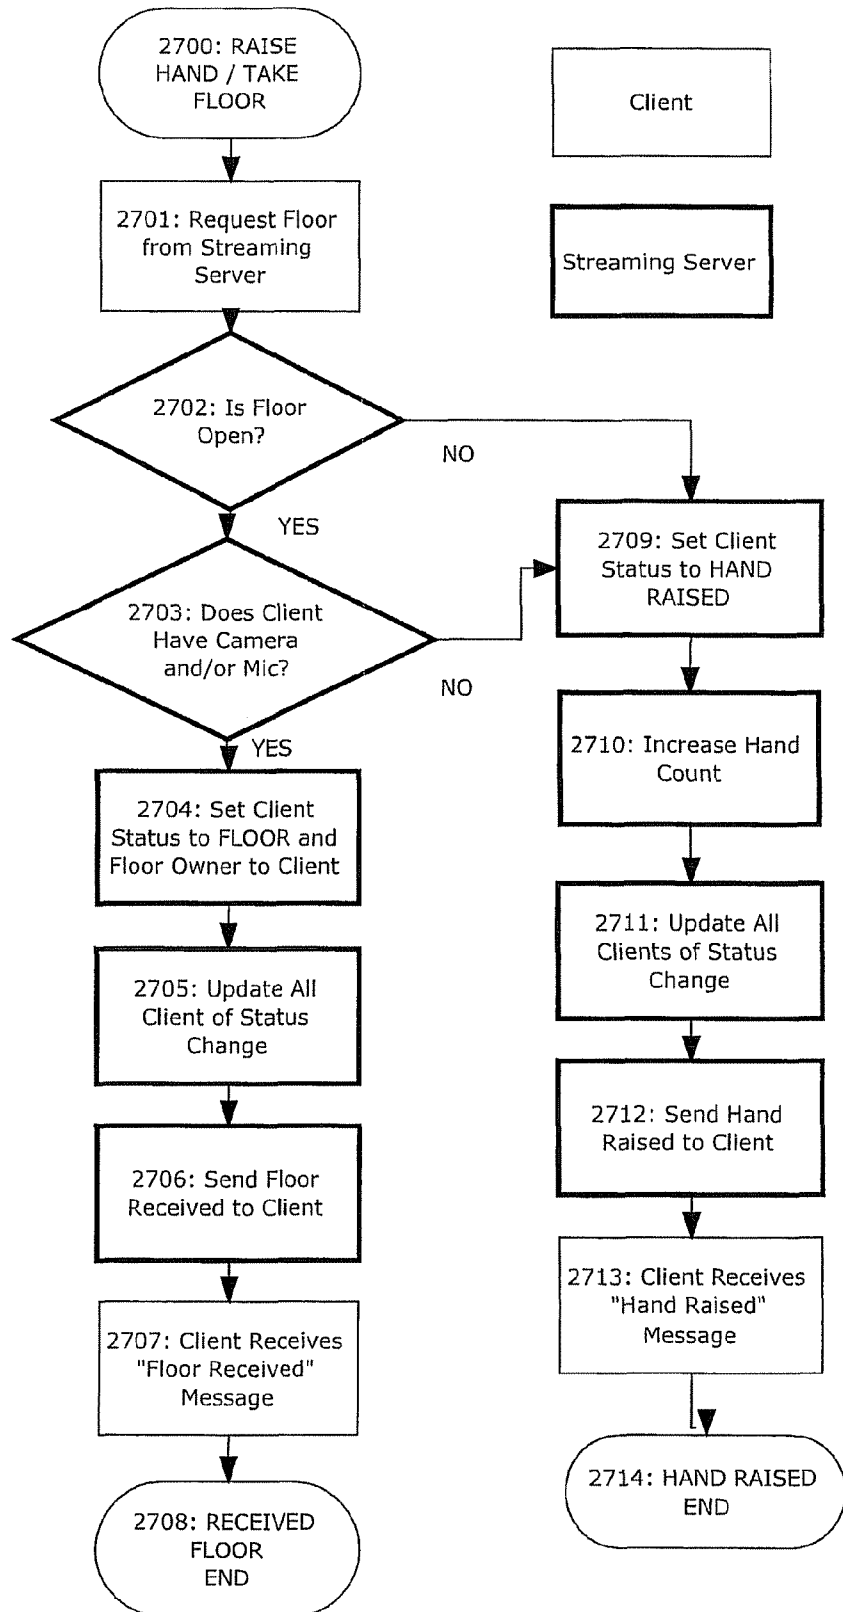 2700: RAISE
HAND / TAKE
FLOOR
Client
2701: Request Floor
from Streaming
Server
Streaming Server
2702: Is Floor
Open?
NO
YES
2703: Does Client
Have Camera
and/or Mic?
NO
YES
2709: Set Client
Status to HAND
RAISED
2710: Increase Hand
Count
2704: Set Client
Status to FLOOR and
Floor Owner to Client
2711: Update All
Clients of Status
Change
2705: Update All
Client of Status
Change
2712: Send Hand
Raised to Client
2706: Send Floor
Received to Client
2713: Client Receives
"Hand Raised"
Message
2707: Client Receives
"Floor Received"
Message
2714: HAND RAISED
END
2708: RECEIVED
FLOOR
END